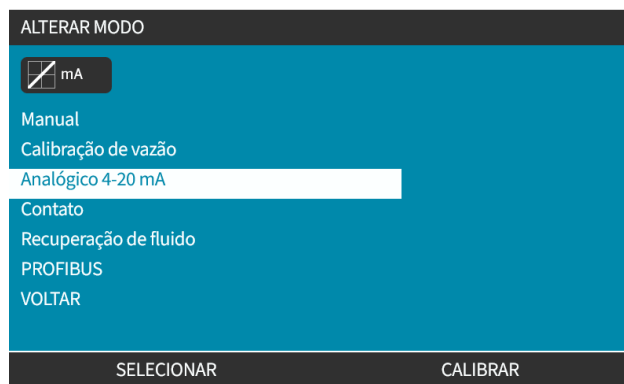 ALTERAR MODO
mA
Manual
Calibração de vazão
Analógico 4-20 mA
Contato
Recuperação de fluido
PROFIBUS
VOLTAR
SELECIONAR CALIBRAR